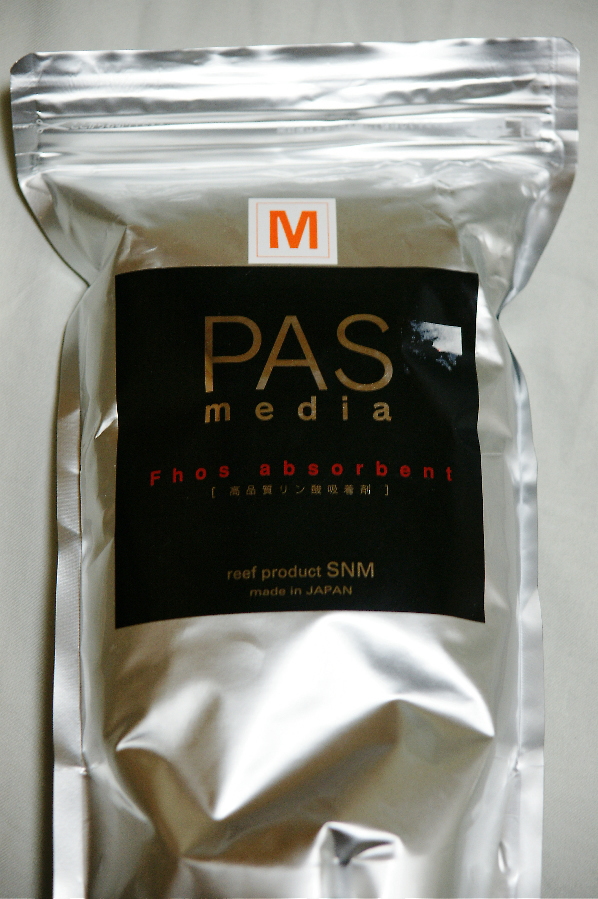 M
PAS
media
Fhos absorbent
[ 高品質リン酸吸着剤 ]
reef product SNM
made in JAPAN